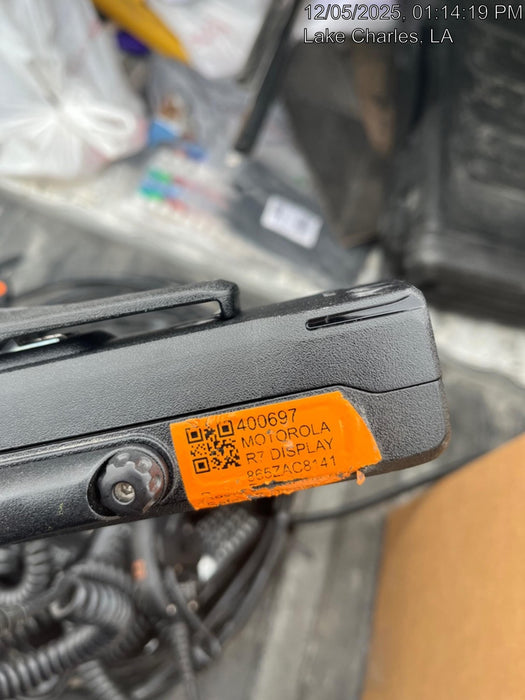 12/05/2025, 01:14:19 PM
Lake Charles, LA
400697
MOTOROLA
R7 DISPLAY
865ZAC8141